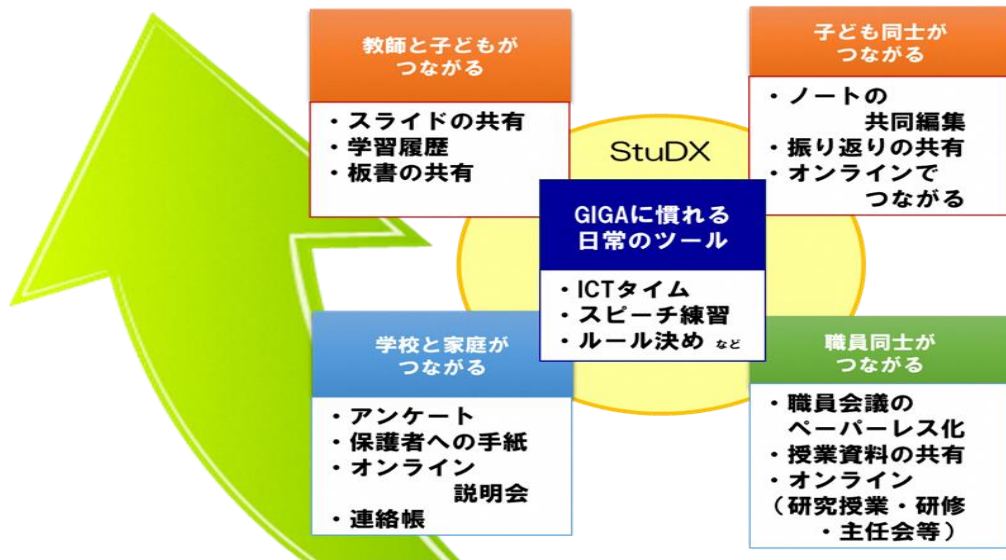 教師と子どもが
つながる
・スライドの共有
・学習履歴
・板書の共有
子ども同士が
つながる
・ノートの
共同編集
・振り返りの共有
・オンラインで
つながる
StuDX
GIGAに慣れる
日常のツール
・ICTタイム
・スピーチ練習
・ルール決め など
学校と家庭が
つながる
・アンケート
・保護者への手紙
・オンライン
説明会
・連絡帳
職員同士が
つながる
・職員会議の
ペーパーレス化
・授業資料の共有
・オンライン
（研究授業・研修
・主任会等）